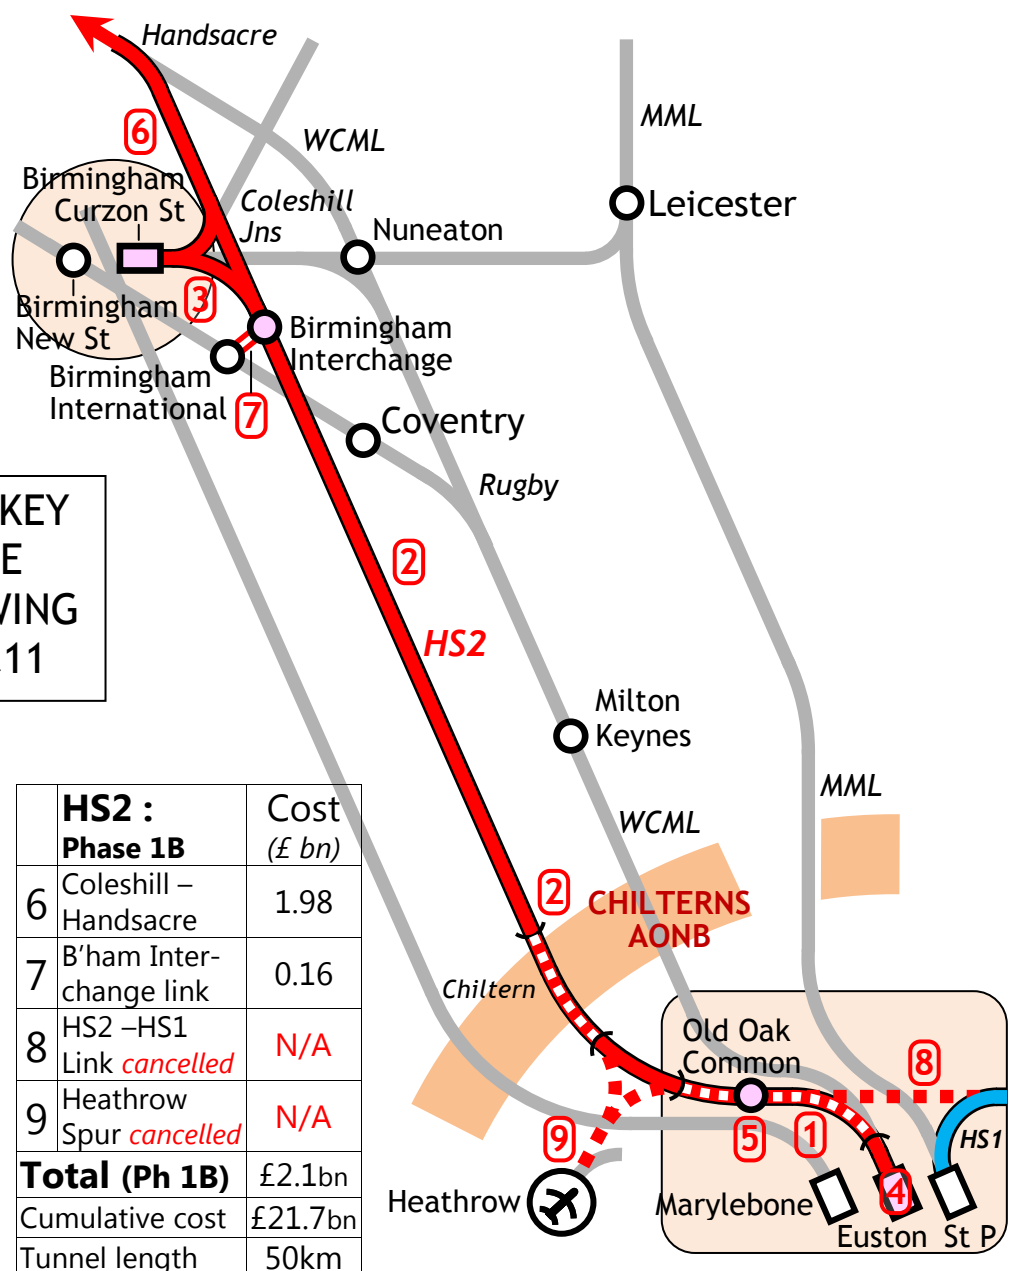 Handsacre
MML
6
WCML
Birmingham
Curzon St
Coleshill
Jns
Leicester
Nuneaton
3
Birmingham
New St
Birmingham
Interchange
Birmingham
International
7
Coventry
Rugby
KEY
2
HS2
11
Milton
Keynes
MML
WCML
HS2 :
Cost
Phase 1B
(£ bn)
6
Coleshill –
Handsacre
1.98
7
B'ham Inter-
change link
0.16
8
HS2 –HS1
Link cancelled
N/A
9
Heathrow
Spur cancelled
N/A
Total (Ph 1B)
£2.1bn
Cumulative cost
£21.7bn
Tunnel length
50km
2
CHILTERNS
AONB
Chiltern
Old Oak
Common
8
5
1
HS1
9
Heathrow
Marylebone
4
Euston
St P